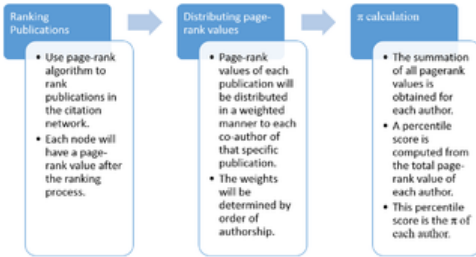 Ranking
Publications
• Use page-rank
algorithm to
rank
publications in
the citation
network.
• Each node will
have a page-
rank value after
the ranking
process.
Distributing page-
rank values
• Page-rank
values of each
publication will
be distributed
in a weighted
manner to each
co-author of
that specific
publication.
• The weights
will be
determined by
order of
authorship.
π calculation
• The summation
of all pagerank
values is
obtained for
each author.
• A percentile
score is
computed from
the total page-
rank value of
each author.
• This percentile
score is the π of
each author.